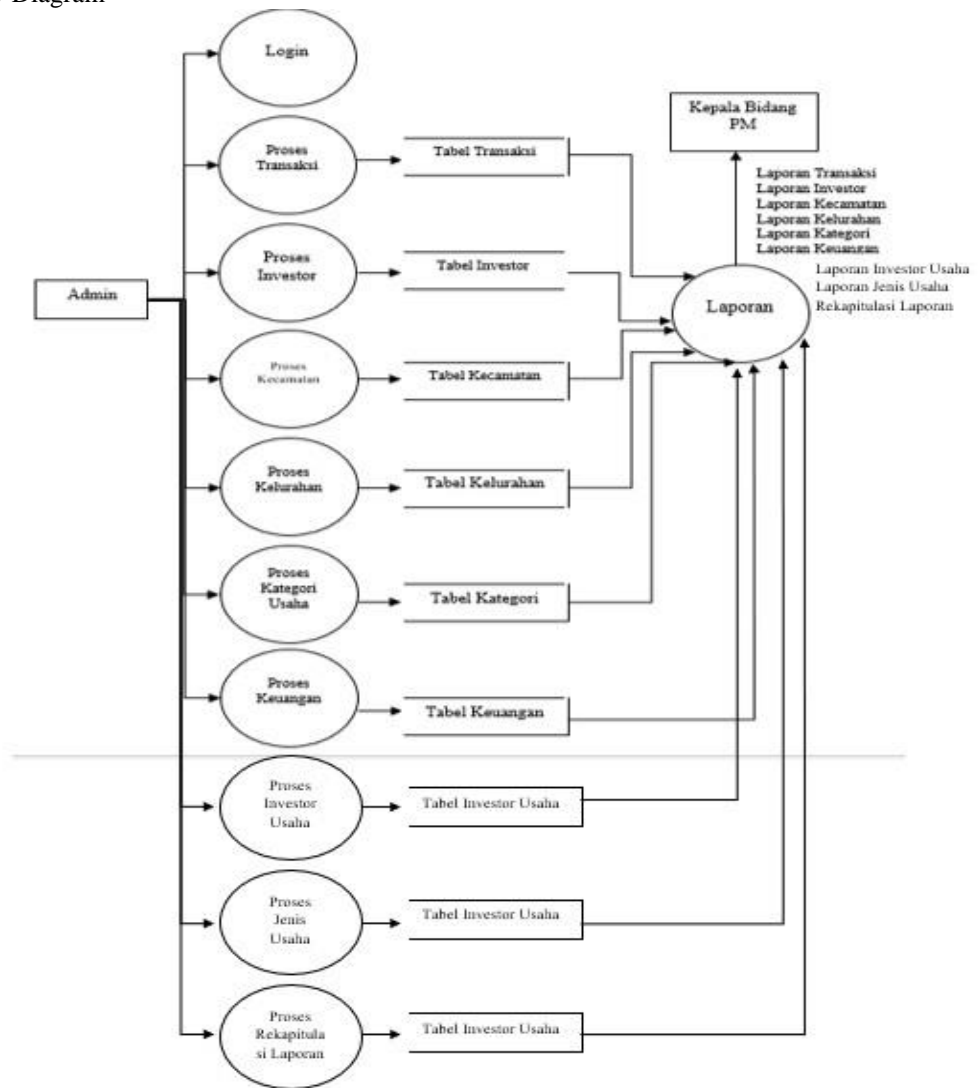 Diagram
Login
Kepala Bidang
PM
Proses
Transaksi
Tabel Transaksi
Laporan Transaksi
Laporan Investor
Laporan Kecamatan
Laporan Kelurahan
Laporan Kategori
Laporan Keuangan
Laporan Investor Usaha
Laporan Jenis Usaha
Rekapitulasi Laporan
Proses
Investor
Tabel Investor
Admin
Laporan
Proses
Kecamatan
Tabel Kecamatan
Proses
Kelurahan
Tabel Kelurahan
Proses
Kategori
Usaha
Tabel Kategori
Proses
Keuangan
Tabel Keuangan
Proses
Investor
Usaha
Tabel Investor Usaha
Proses
Jenis
Usaha
Tabel Investor Usaha
Proses
Rekapitula
si Laporan
Tabel Investor Usaha